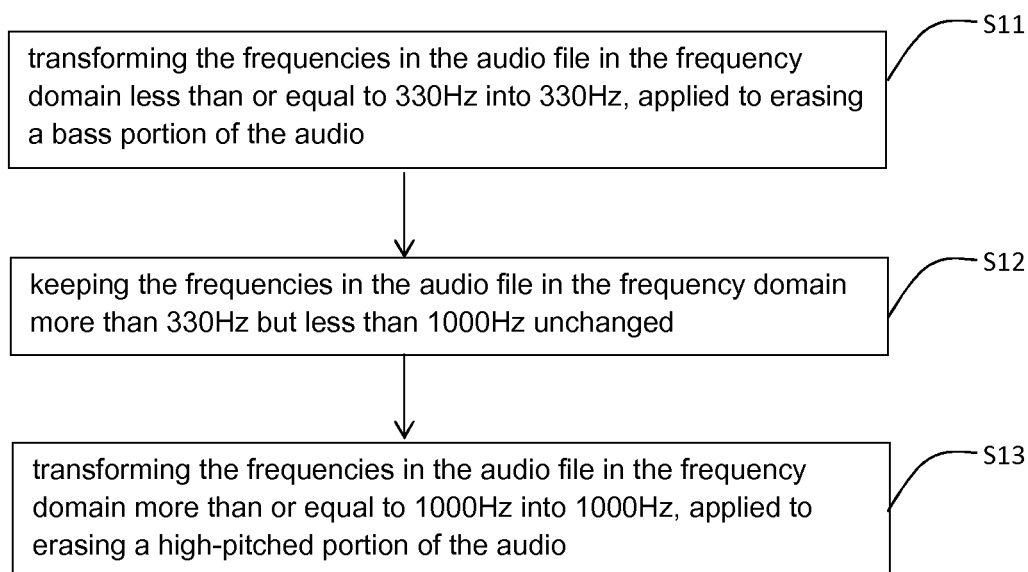 S11
transforming the frequencies in the audio file in the frequency
domain less than or equal to 330Hz into 330Hz, applied to erasing
a bass portion of the audio
S12
keeping the frequencies in the audio file in the frequency domain
more than 330Hz but less than 1000Hz unchanged
S13
transforming the frequencies in the audio file in the frequency
domain more than or equal to 1000Hz into 1000Hz, applied to
erasing a high-pitched portion of the audio